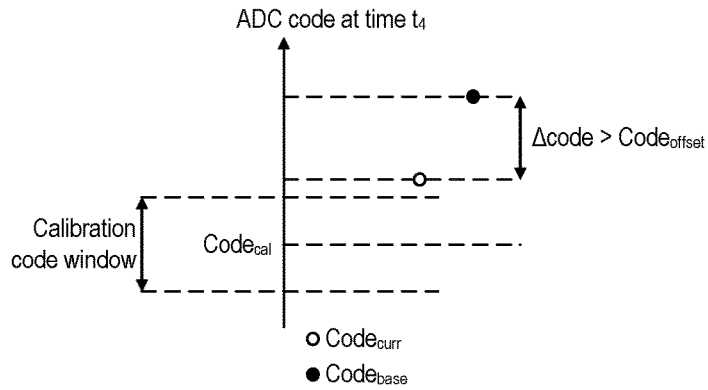 ADC code at time t₄
Δcode > Codeoffset
Calibration
code window
Codecal
Codecurr
Codebase